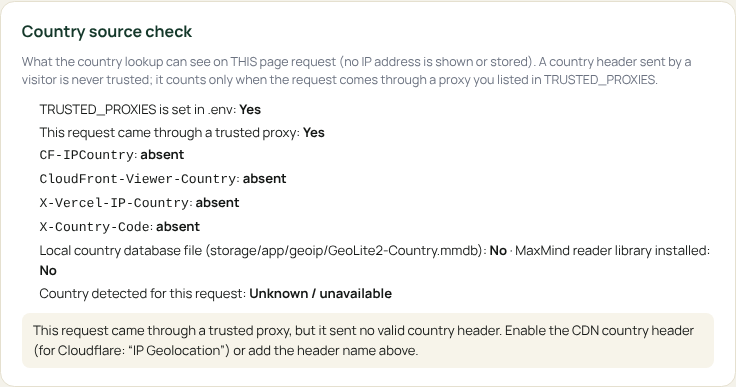 Country source check
What the country lookup can see on THIS page request (no IP address is shown or stored). A country header sent by a
visitor is never trusted; it counts only when the request comes through a proxy you listed in TRUSTED_PROXIES.
TRUSTED_PROXIES is set in .env: Yes
This request came through a trusted proxy: Yes
CF-IPCountry: absent
CloudFront-Viewer-Country: absent
X-Vercel-IP-Country: absent
X-Country-Code: absent
Local country database file (storage/app/geoip/GeoLite2-Country.mmdb): No · MaxMind reader library installed:
No
Country detected for this request: Unknown / unavailable
This request came through a trusted proxy, but it sent no valid country header. Enable the CDN country header
(for Cloudflare: “IP Geolocation”) or add the header name above.